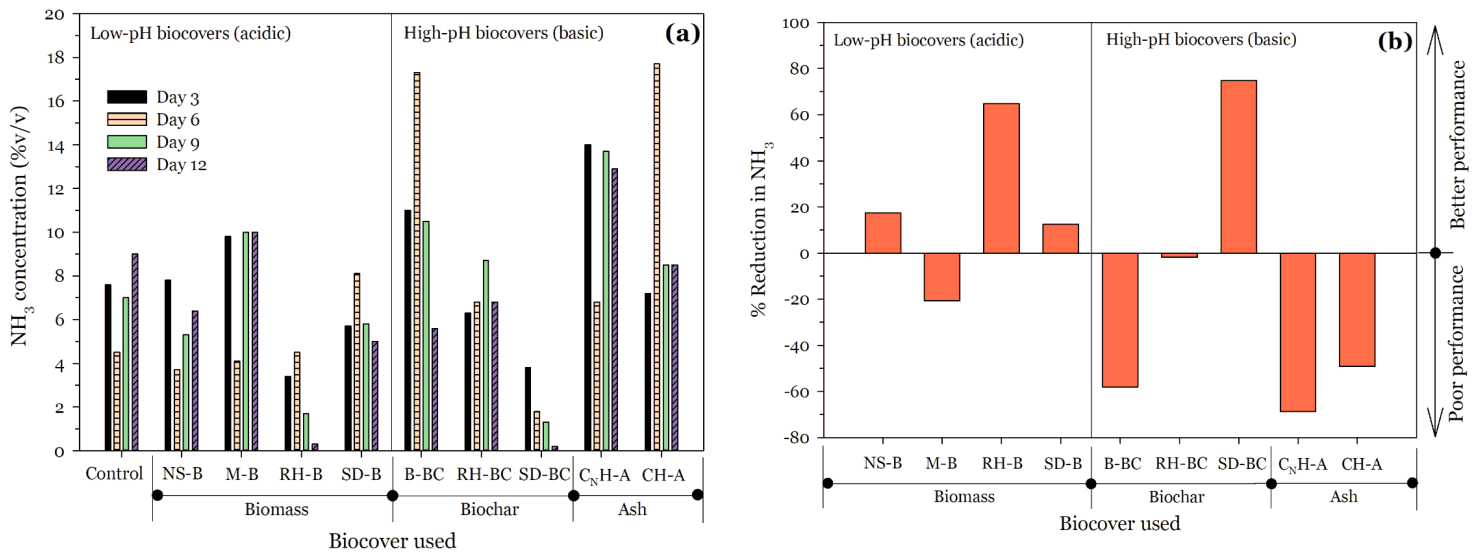 Low-pH biocovers (acidic)
High-pH biocovers (basic)
(a)
Day 3
Day 6
Day 9
Day 12
NH3 concentration (%v/v)
20
18
16
14
12
10
8
6
4
2
0
Control
NS-B
M-B
RH-B
SD-B
B-BC
RH-BC
SD-BC
CNH-A
CH-A
Biomass
Biochar
Ash
Biocover used
Low-pH biocovers (acidic)
High-pH biocovers (basic)
(b)
% Reduction in NH3
100
80
60
40
20
0
-20
-40
-60
-80
NS-B
M-B
RH-B
SD-B
B-BC
RH-BC
SD-BC
CNH-A
CH-A
Biomass
Biochar
Ash
Biocover used
Better performance
Poor performance